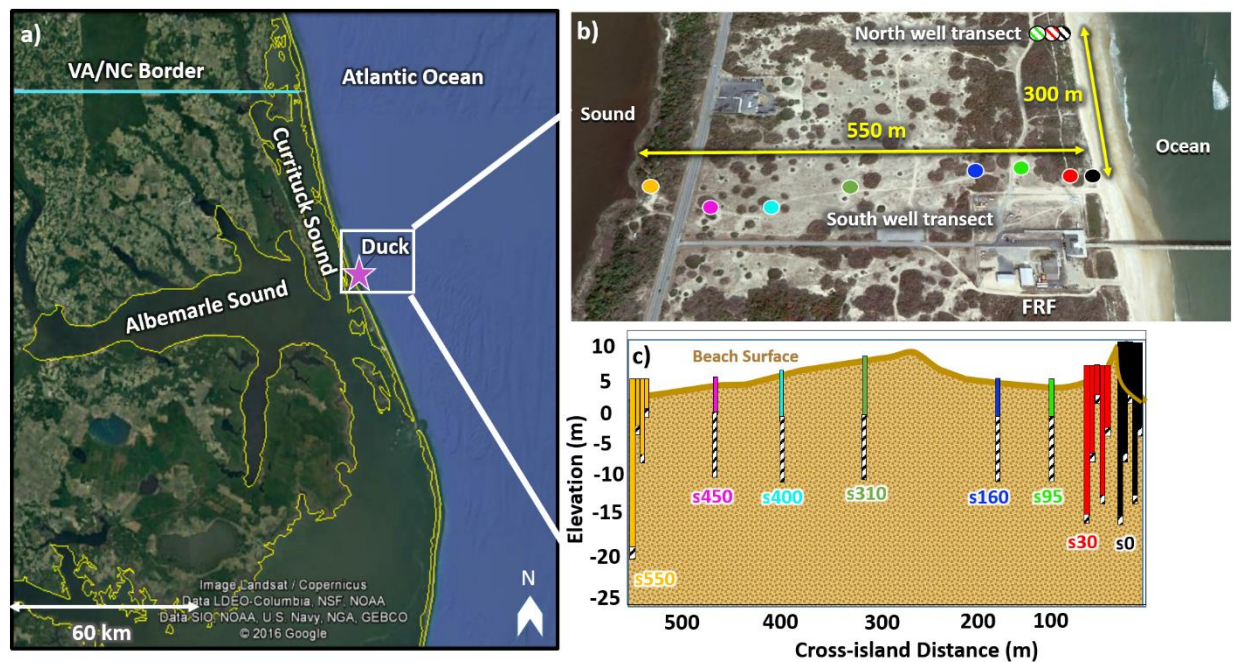 a)
VA/NC Border
Atlantic Ocean
Currituck Sound
Duck
Albemarle Sound
Image Landsat / Copernicus
Data LDEO-Columbia, NSF, NOAA
Data SIO, NOAA, U.S. Navy, NGA, GEBCO
© 2016 Google
60 km
N
b)
North well transect
Sound
300 m
550 m
Ocean
South well transect
FRF
c)
Beach Surface
Elevation (m)
10
5
0
-5
-10
-15
-20
-25
s550
s450
s400
s310
s160
s95
s30
s0
500
400
300
200
100
Cross-island Distance (m)